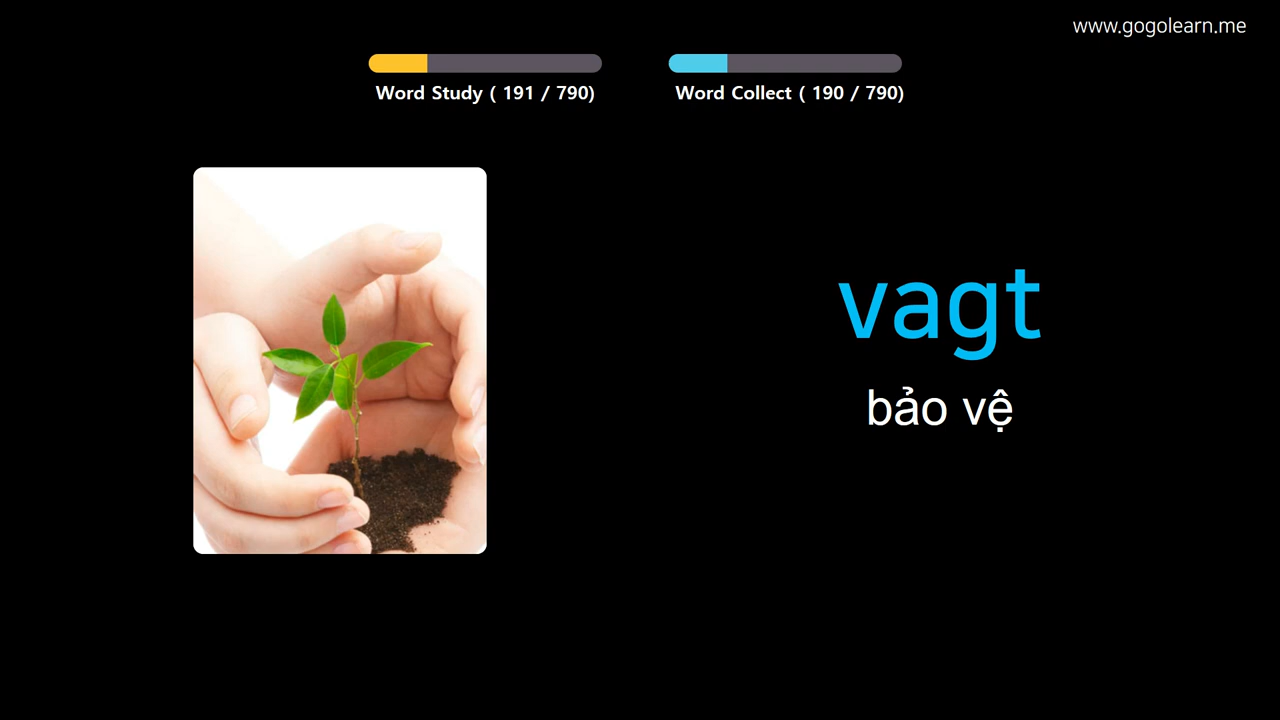 www.gogolearn.me
Word Study ( 191 / 790)
Word Collect ( 190 / 790)
vagt
bảo vệ